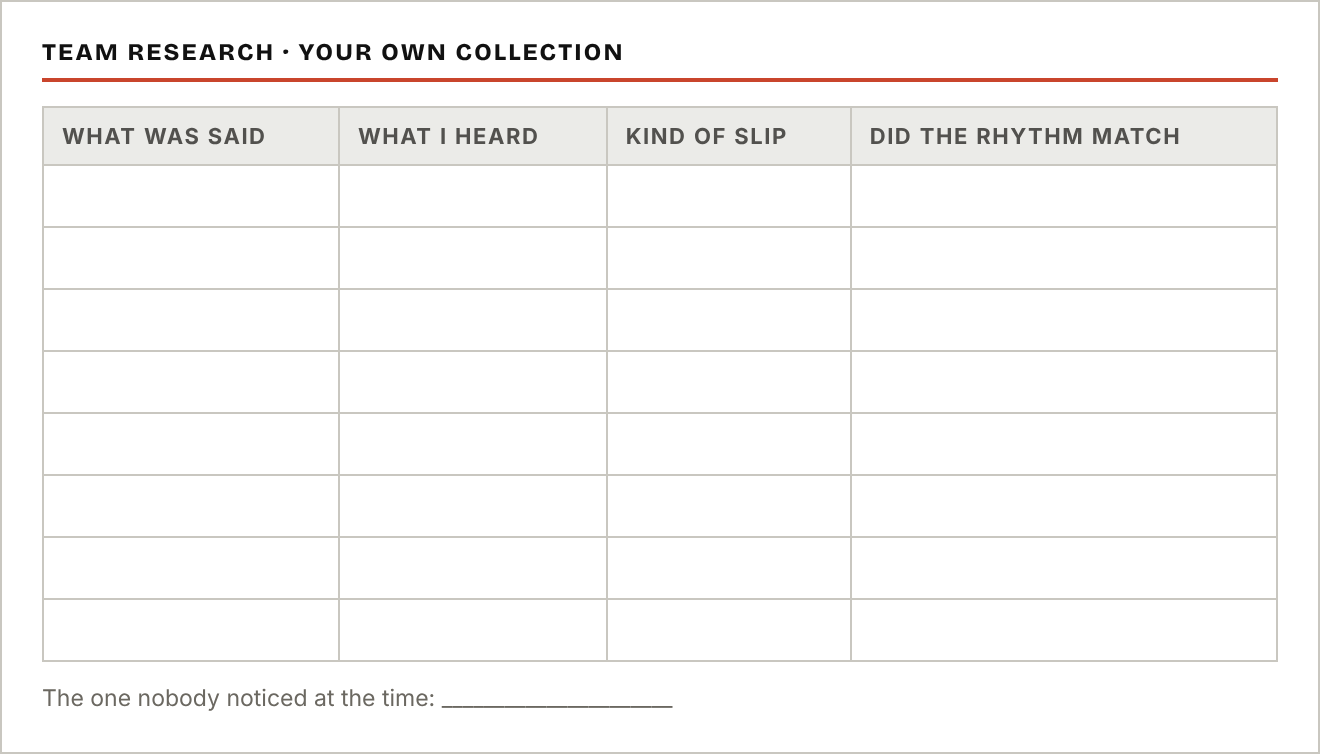 TEAM RESEARCH · YOUR OWN COLLECTION
WHAT WAS SAID WHAT I HEARD KIND OF SLIP DID THE RHYTHM MATCH
The one nobody noticed at the time: ____________________